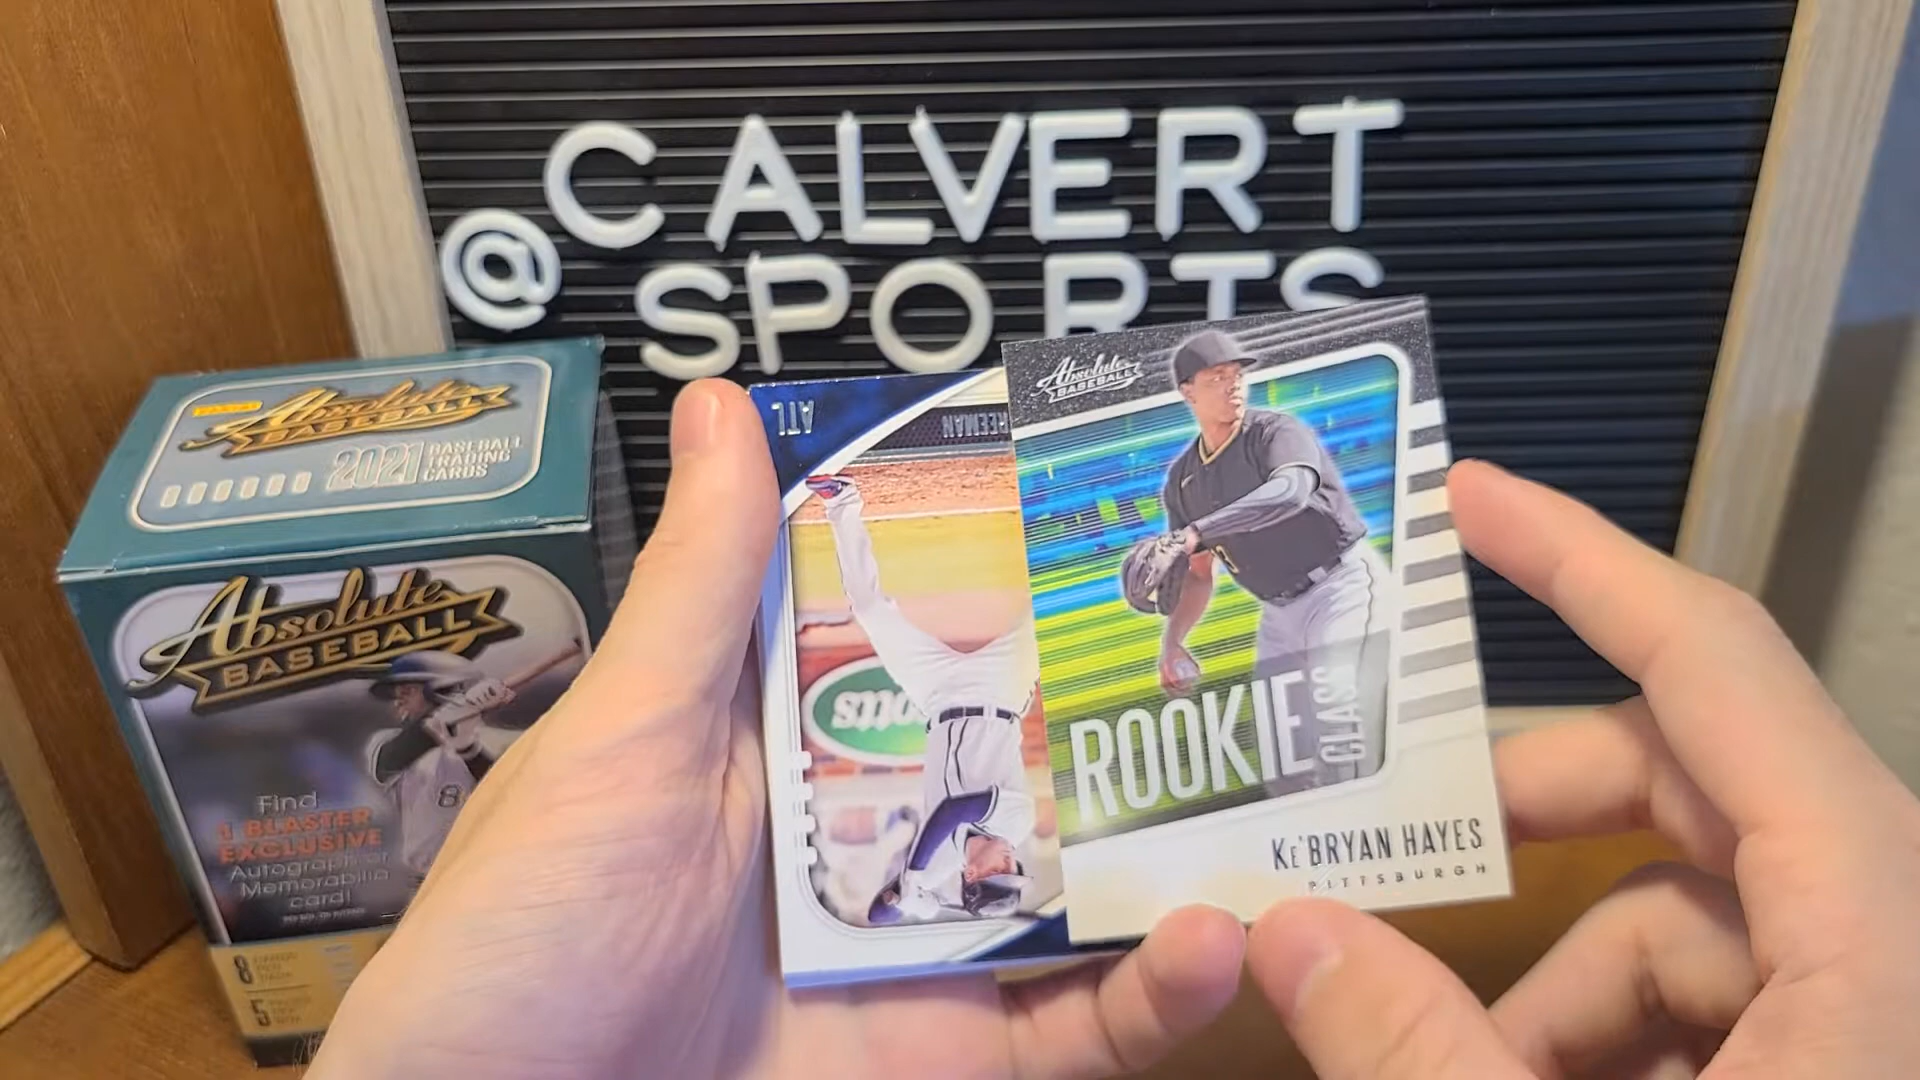 @CALVERT
SPORTS
PANINI
Absolute
BASEBALL
2021 BASEBALL
TRADING
CARDS
Absolute
BASEBALL
Find
1 BLASTER
EXCLUSIVE
Autograph or
Memorabilia
card!
8
5
8
ATL
REEMAN
Absolute
BASEBALL
ROOKIE
CLASS
KE'BRYAN HAYES
PITTSBURGH